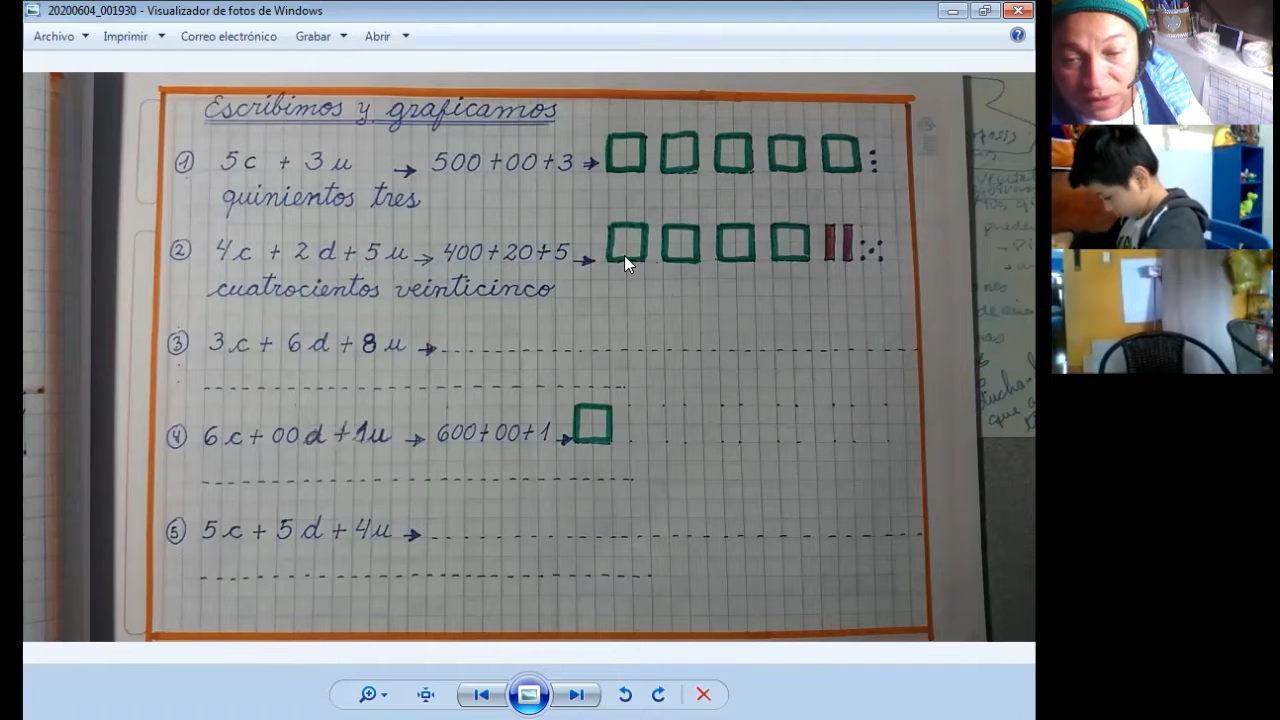 20200604_001930 - Visualizador de fotos de Windows
Archivo Imprimir Correo electrónico Grabar Abrir
Escribimos y graficamos
1 5c + 3u → 500+00+3 →
quinientos tres
2 4c + 2d+5u → 400+20+5 →
cuatrocientos veinticinco
3 3c + 6d+8u →
4 6c+00d+1u → 600+00+1 →
5 5c + 5d + 4u →
que a